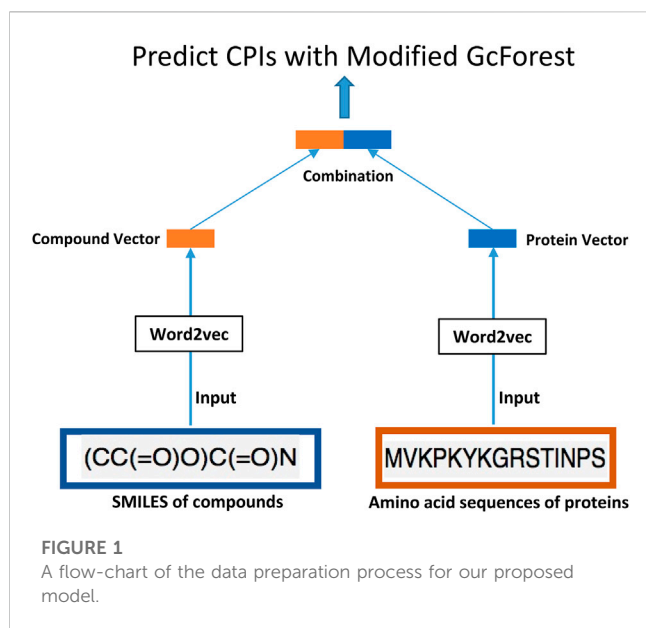 Predict CPIs with Modified GcForest
Combination
Compound Vector
Protein Vector
Word2vec
Word2vec
Input
Input
(CC(=O)O)C(=O)N
MVKPKYKGRSTINPS
SMILES of compounds
Amino acid sequences of proteins
FIGURE 1
A flow-chart of the data preparation process for our proposed
model.